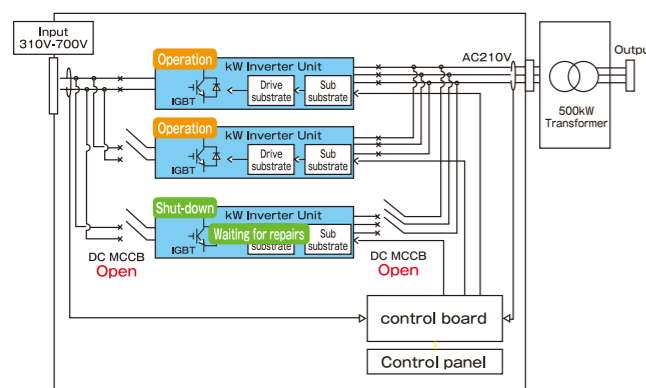 Input
310V-700V
Operation
kW Inverter Unit
IGBT
Drive
substrate
Sub
substrate
AC210V
Output
500kW
Transformer
Operation
kW Inverter Unit
IGBT
Drive
substrate
Sub
substrate
Shut-down
kW Inverter Unit
Waiting for repairs
IGBT
substrate
Sub
substrate
DC MCCB
Open
DC MCCB
Open
control board
Control panel